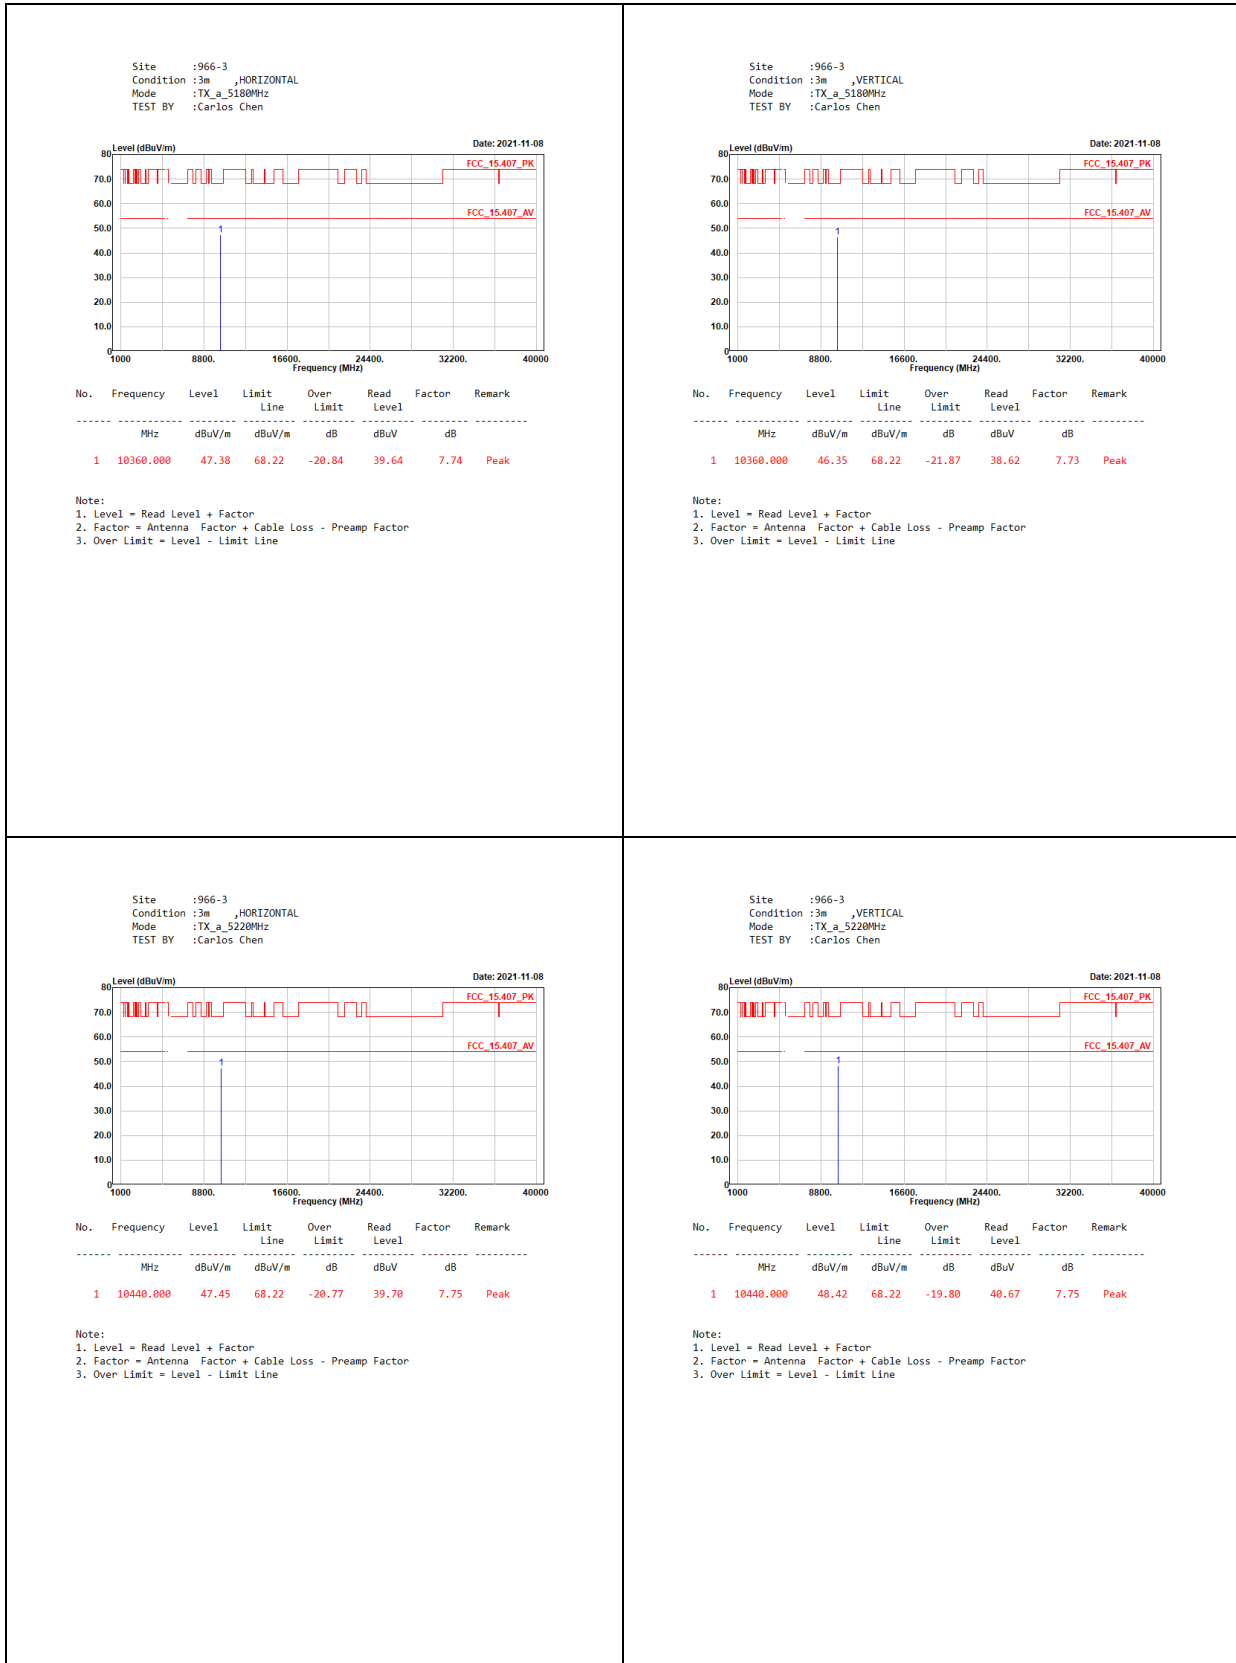 Site      :966-3
Condition :3m    ,HORIZONTAL
Mode      :TX_a_5180MHz
TEST BY   :Carlos Chen
Level (dBuV/m)
Date: 2021-11-08
80
FCC_15.407_PK
70.0
60.0
FCC_15.407_AV
50.0
1
40.0
30.0
20.0
10.0
0
1000 8800. 16600. 24400. 32200. 40000
Frequency (MHz)
No. Frequency Level Limit Over Read Factor Remark
Line Limit Level
------ ----------- -------- --------- --------- -------- -------- ---------
MHz dBuV/m dBuV/m dB dBuV dB
1 10360.000 47.38 68.22 -20.84 39.64 7.74 Peak
Note:
1. Level = Read Level + Factor
2. Factor = Antenna  Factor + Cable Loss - Preamp Factor
3. Over Limit = Level - Limit Line
Site      :966-3
Condition :3m    ,VERTICAL
Mode      :TX_a_5180MHz
TEST BY   :Carlos Chen
Level (dBuV/m)
Date: 2021-11-08
80
FCC_15.407_PK
70.0
60.0
FCC_15.407_AV
50.0
1
40.0
30.0
20.0
10.0
0
1000 8800. 16600. 24400. 32200. 40000
Frequency (MHz)
No. Frequency Level Limit Over Read Factor Remark
Line Limit Level
------ ----------- -------- --------- --------- -------- -------- ---------
MHz dBuV/m dBuV/m dB dBuV dB
1 10360.000 46.35 68.22 -21.87 38.62 7.73 Peak
Note:
1. Level = Read Level + Factor
2. Factor = Antenna  Factor + Cable Loss - Preamp Factor
3. Over Limit = Level - Limit Line
Site      :966-3
Condition :3m    ,HORIZONTAL
Mode      :TX_a_5220MHz
TEST BY   :Carlos Chen
Level (dBuV/m)
Date: 2021-11-08
80
FCC_15.407_PK
70.0
60.0
FCC_15.407_AV
50.0
1
40.0
30.0
20.0
10.0
0
1000 8800. 16600. 24400. 32200. 40000
Frequency (MHz)
No. Frequency Level Limit Over Read Factor Remark
Line Limit Level
------ ----------- -------- --------- --------- -------- -------- ---------
MHz dBuV/m dBuV/m dB dBuV dB
1 10440.000 47.45 68.22 -20.77 39.70 7.75 Peak
Note:
1. Level = Read Level + Factor
2. Factor = Antenna  Factor + Cable Loss - Preamp Factor
3. Over Limit = Level - Limit Line
Site      :966-3
Condition :3m    ,VERTICAL
Mode      :TX_a_5220MHz
TEST BY   :Carlos Chen
Level (dBuV/m)
Date: 2021-11-08
80
FCC_15.407_PK
70.0
60.0
FCC_15.407_AV
50.0
1
40.0
30.0
20.0
10.0
0
1000 8800. 16600. 24400. 32200. 40000
Frequency (MHz)
No. Frequency Level Limit Over Read Factor Remark
Line Limit Level
------ ----------- -------- --------- --------- -------- -------- ---------
MHz dBuV/m dBuV/m dB dBuV dB
1 10440.000 48.42 68.22 -19.80 40.67 7.75 Peak
Note:
1. Level = Read Level + Factor
2. Factor = Antenna  Factor + Cable Loss - Preamp Factor
3. Over Limit = Level - Limit Line